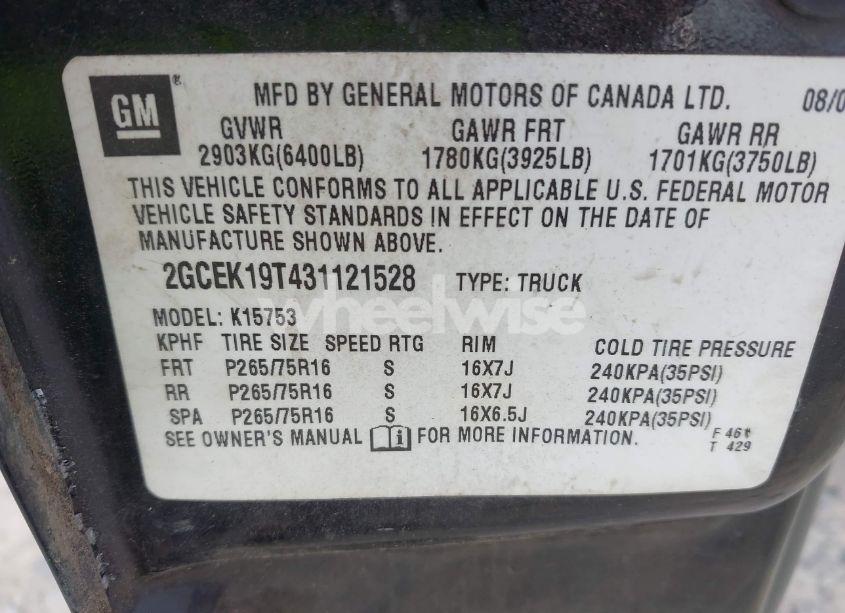 GM ® MFD BY GENERAL MOTORS OF CANADA LTD. 08/0
GVWR GAWR FRT GAWR RR
2903KG(6400LB) 1780KG(3925LB) 1701KG(3750LB)
THIS VEHICLE CONFORMS TO ALL APPLICABLE U.S. FEDERAL MOTOR
VEHICLE SAFETY STANDARDS IN EFFECT ON THE DATE OF
MANUFACTURE SHOWN ABOVE.
2GCEK19T431121528 TYPE: TRUCK
wheelwise
MODEL: K15753
KPHF TIRE SIZE SPEED RTG RIM COLD TIRE PRESSURE
FRT P265/75R16 S 16X7J 240KPA(35PSI)
RR P265/75R16 S 16X7J 240KPA(35PSI)
SPA P265/75R16 S 16X6.5J 240KPA(35PSI)
SEE OWNER'S MANUAL i FOR MORE INFORMATION.
F 46
T 429